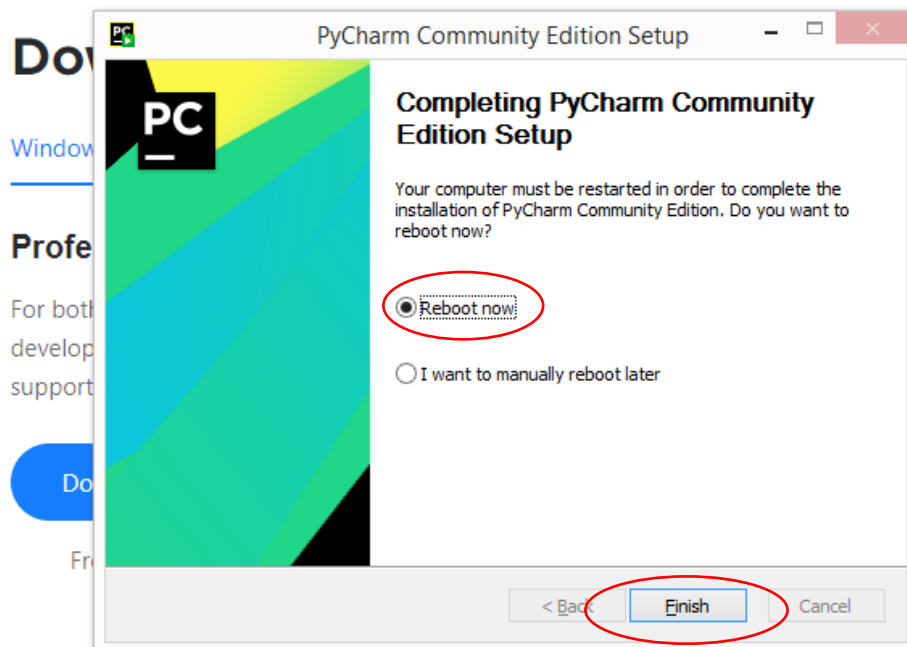 PyCharm Community Edition Setup
PC
Completing PyCharm Community
Edition Setup
Your computer must be restarted in order to complete the
installation of PyCharm Community Edition. Do you want to
reboot now?
Reboot now
I want to manually reboot later
< Back
Finish
Cancel
Window
Profe
For both
develop
support
Do